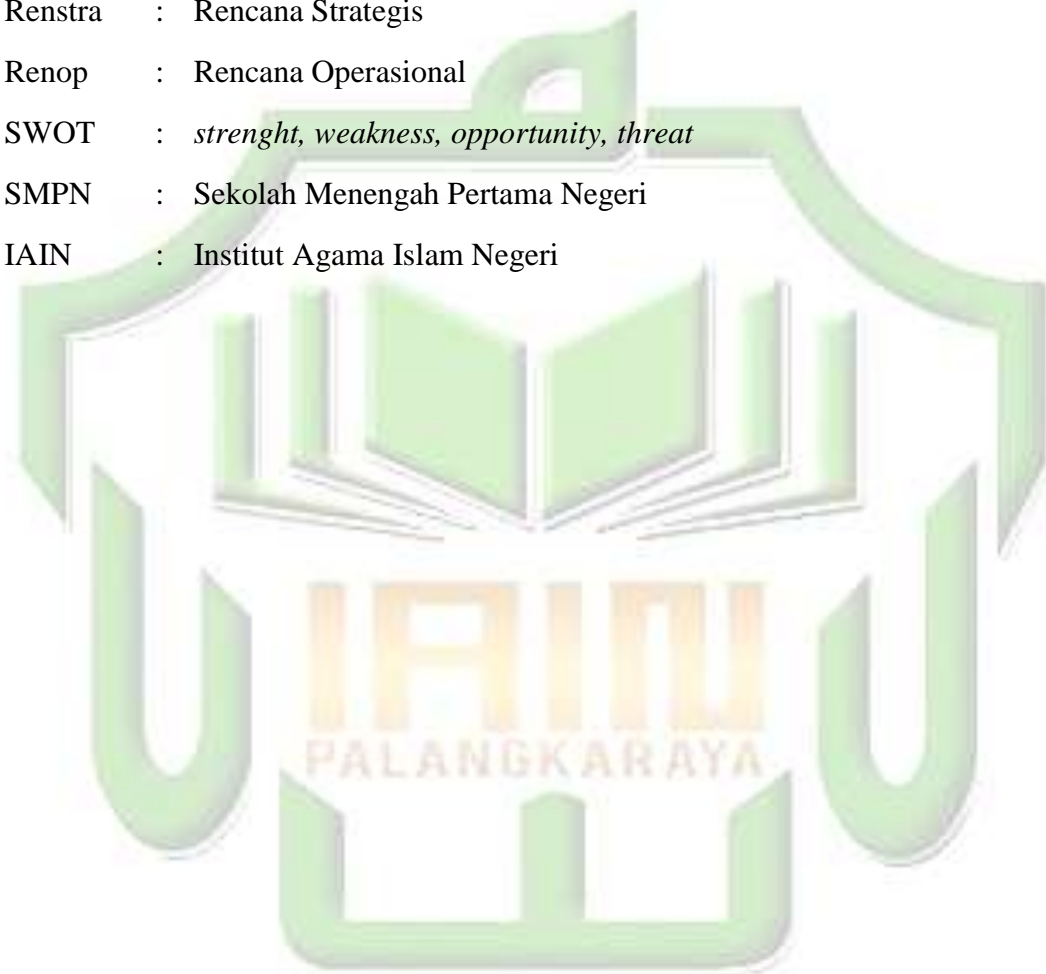 Renstra : Rencana Strategis
Renop : Rencana Operasional
SWOT : strenght, weakness, opportunity, threat
SMPN : Sekolah Menengah Pertama Negeri
IAIN : Institut Agama Islam Negeri
IAIN
PALANGKARAYA